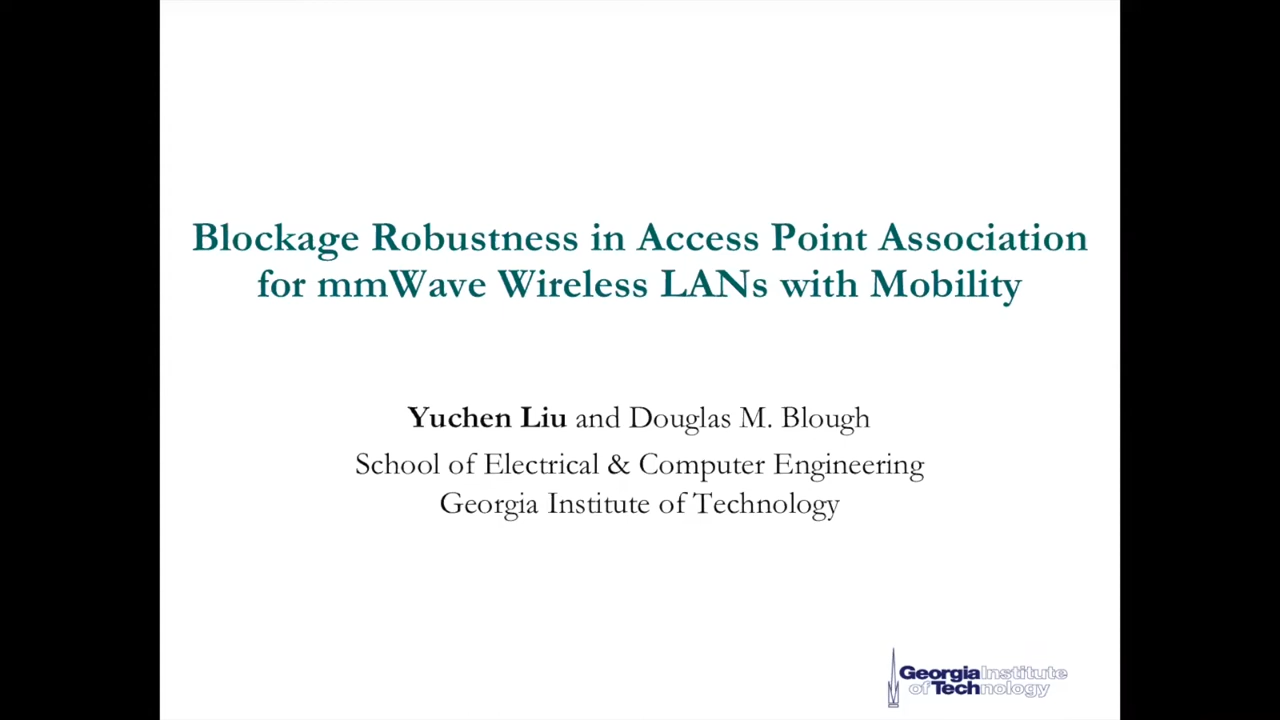 Blockage Robustness in Access Point Association
for mmWave Wireless LANs with Mobility
Yuchen Liu and Douglas M. Blough
School of Electrical & Computer Engineering
Georgia Institute of Technology
Georgia Institute
of Technology